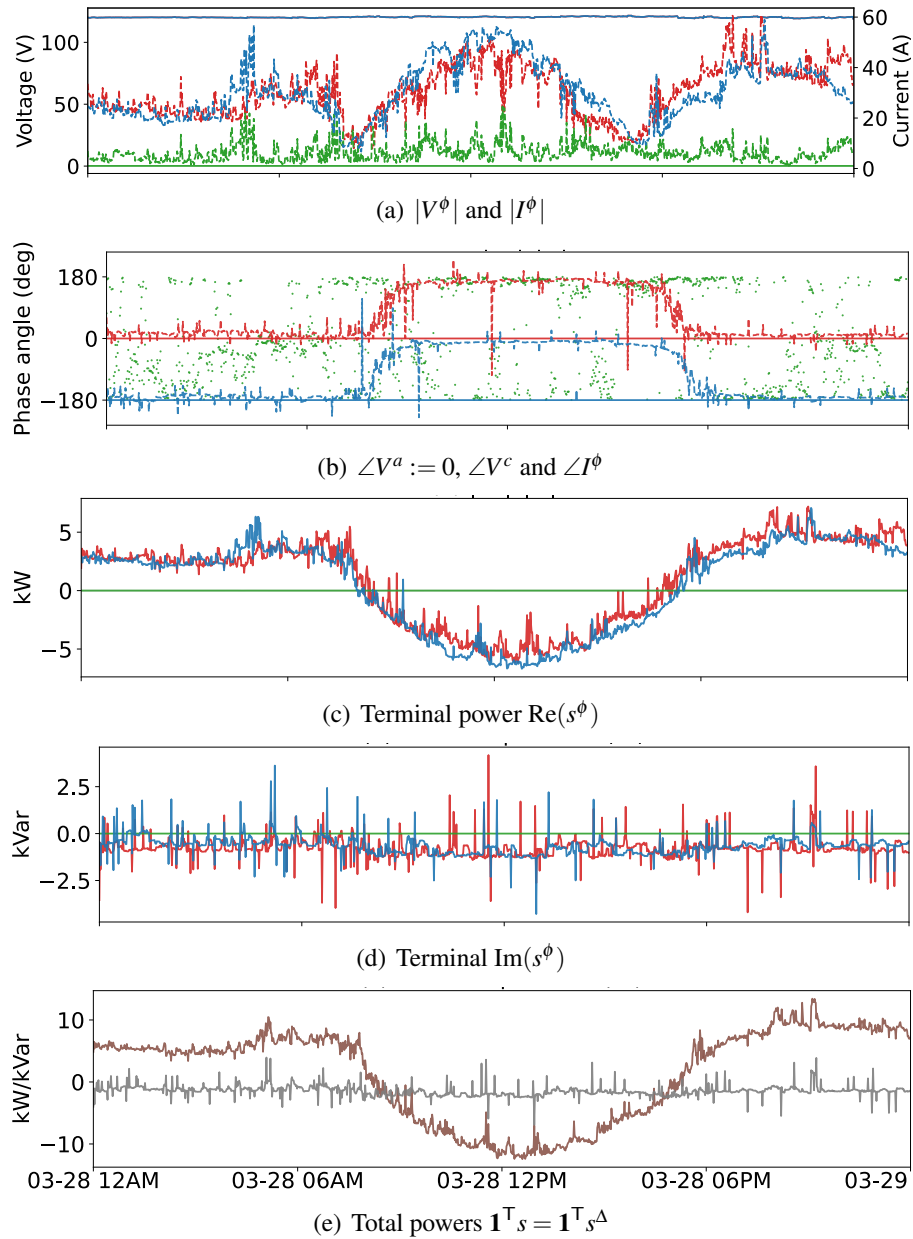 Voltage (V)
100
50
0
60
40
20
0
Current (A)
(a) |V^ϕ| and |I^ϕ|
Phase angle (deg)
180
0
−180
(b) ∠V^a := 0, ∠V^c and ∠I^ϕ
kW
5
0
−5
(c) Terminal power Re(s^ϕ)
kVar
2.5
0.0
−2.5
(d) Terminal Im(s^ϕ)
kW/kVar
10
0
−10
03-28 12AM 03-28 06AM 03-28 12PM 03-28 06PM 03-29
(e) Total powers 1^T s = 1^T s^Δ